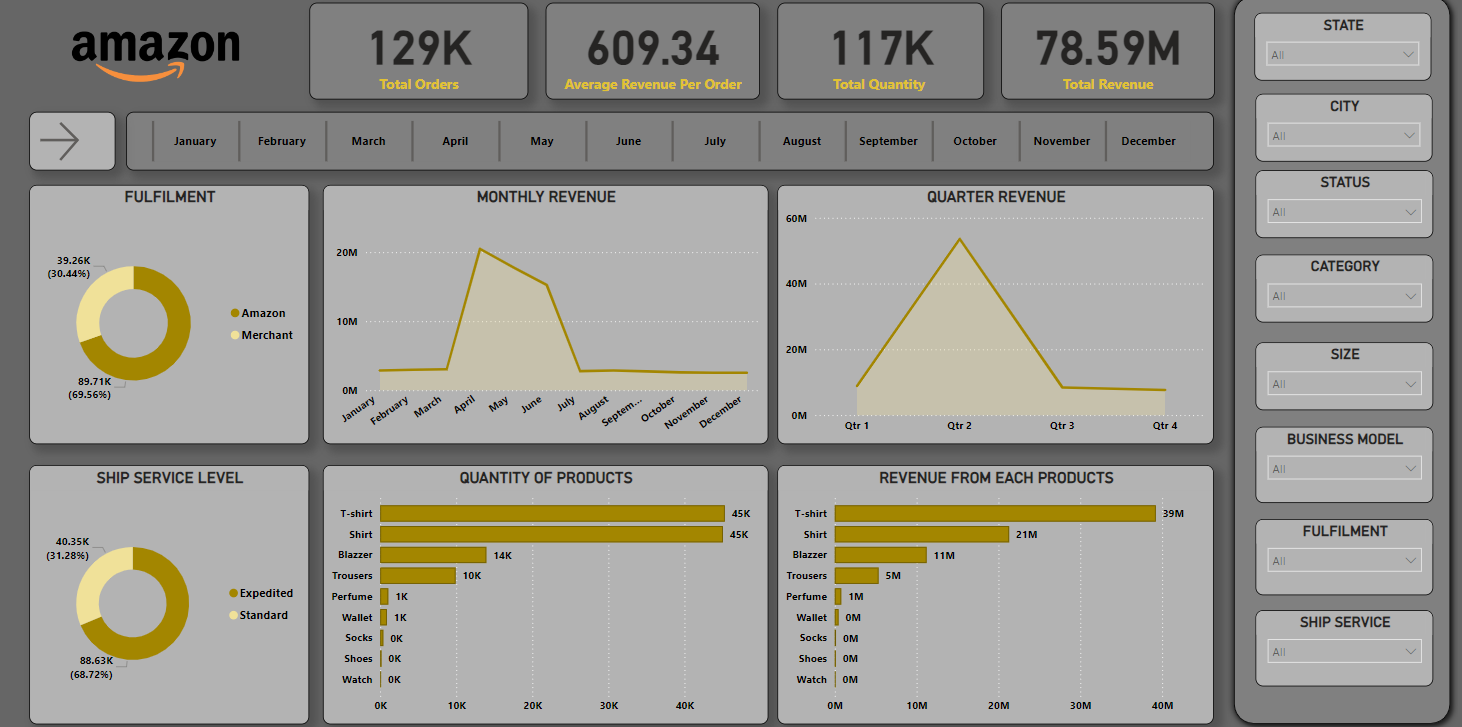 amazon
129K
Total Orders
609.34
Average Revenue Per Order
117K
Total Quantity
78.59M
Total Revenue
January
February
March
April
May
June
July
August
September
October
November
December
FULFILMENT
39.26K
(30.44%)
89.71K
(69.56%)
Amazon
Merchant
MONTHLY REVENUE
20M
10M
0M
January
February
March
April
May
June
July
August
Septem...
October
November
December
QUARTER REVENUE
60M
40M
20M
0M
Qtr 1
Qtr 2
Qtr 3
Qtr 4
SHIP SERVICE LEVEL
40.35K
(31.28%)
88.63K
(68.72%)
Expedited
Standard
QUANTITY OF PRODUCTS
T-shirt 45K
Shirt 45K
Blazzer 14K
Trousers 10K
Perfume 1K
Wallet 1K
Socks 0K
Shoes 0K
Watch 0K
0K 10K 20K 30K 40K
REVENUE FROM EACH PRODUCTS
T-shirt 39M
Shirt 21M
Blazzer 11M
Trousers 5M
Perfume 1M
Wallet 0M
Socks 0M
Shoes 0M
Watch 0M
0M 10M 20M 30M 40M
STATE
All
CITY
All
STATUS
All
CATEGORY
All
SIZE
All
BUSINESS MODEL
All
FULFILMENT
All
SHIP SERVICE
All